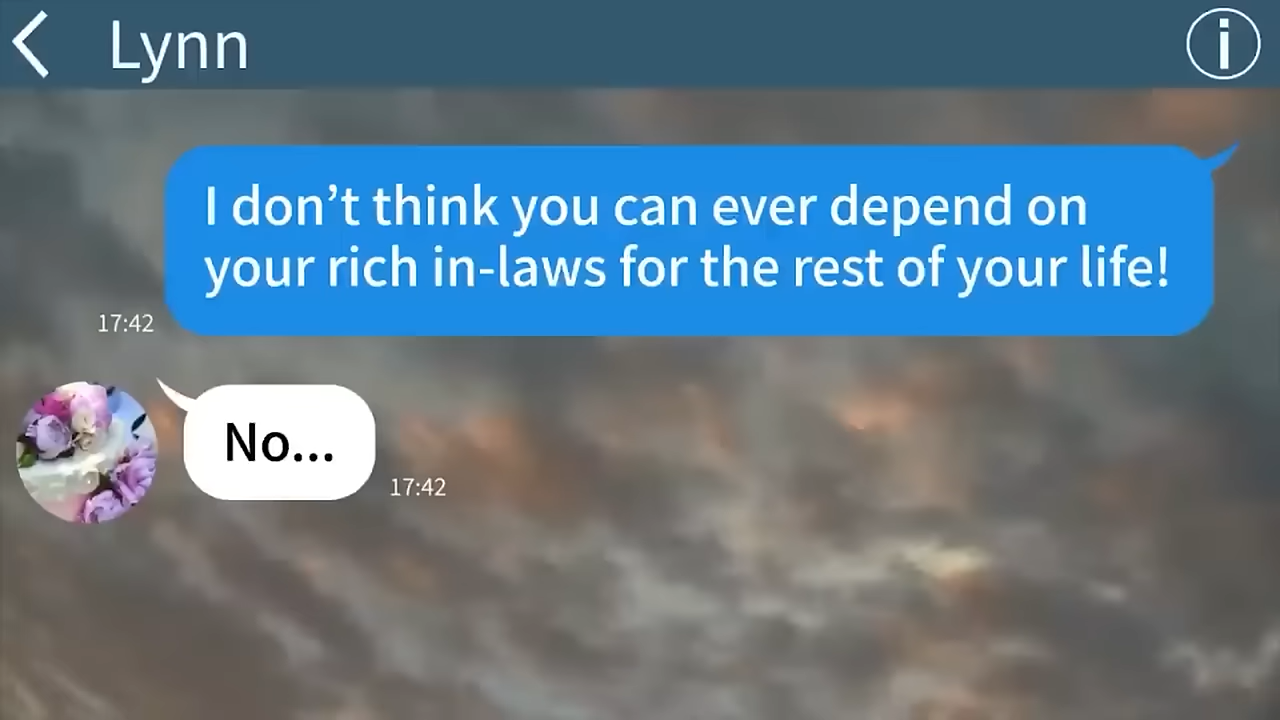 Lynn
I don’t think you can ever depend on
your rich in-laws for the rest of your life!
17:42
No...
17:42